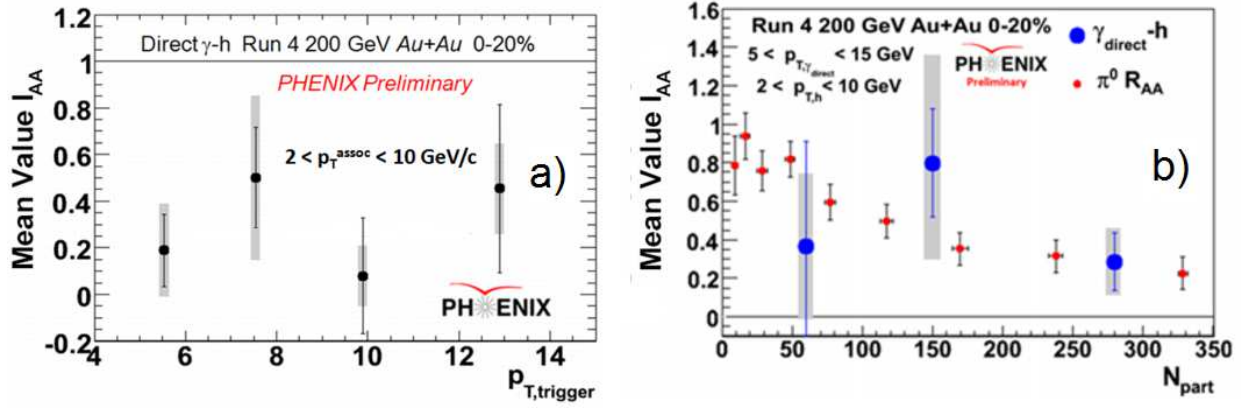 Direct γ-h Run 4 200 GeV Au+Au 0-20%
PHENIX Preliminary
2 < p_T^assoc < 10 GeV/c
a)
PHENIX
Mean Value I_AA
1.2
1
0.8
0.6
0.4
0.2
0
-0.2
4 6 8 10 12 14
p_T,trigger
Run 4 200 GeV Au+Au 0-20%
5 < p_T,γdirect < 15 GeV
2 < p_T,h < 10 GeV
PHENIX
Preliminary
γ_direct -h
π⁰ R_AA
b)
Mean Value I_AA
1.6
1.4
1.2
1
0.8
0.6
0.4
0.2
0
0 50 100 150 200 250 300 350
N_part